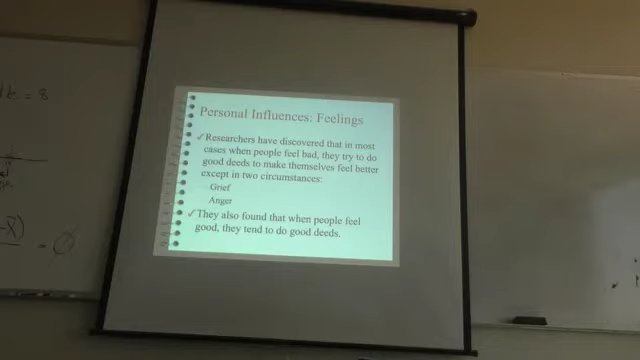 Personal Influences: Feelings
✓Researchers have discovered that in most
cases when people feel bad, they try to do
good deeds to make themselves feel better
except in two circumstances:
Grief
Anger
✓They also found that when people feel
good, they tend to do good deeds.
= 8
= Ø